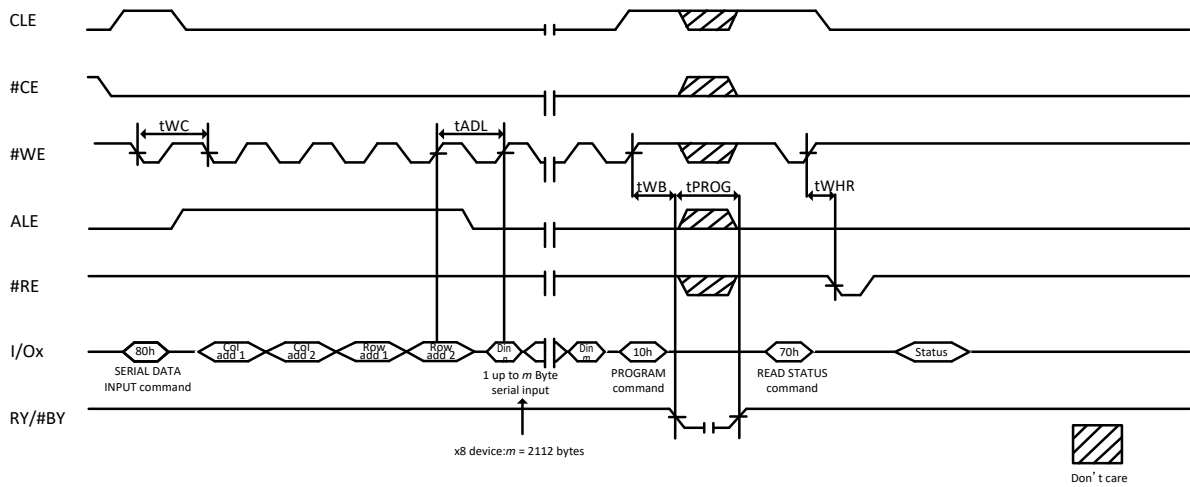 CLE
#CE
tWC
tADL
#WE
tWB
tPROG
tWHR
ALE
#RE
I/Ox
80h
Col
add 1
Col
add 2
Row
add 1
Row
add 2
Din
n
Din
m
10h
70h
Status
SERIAL DATA
INPUT command
1 up to m Byte
serial input
PROGRAM
command
READ STATUS
command
RY/#BY
x8 device:m = 2112 bytes
Don't care